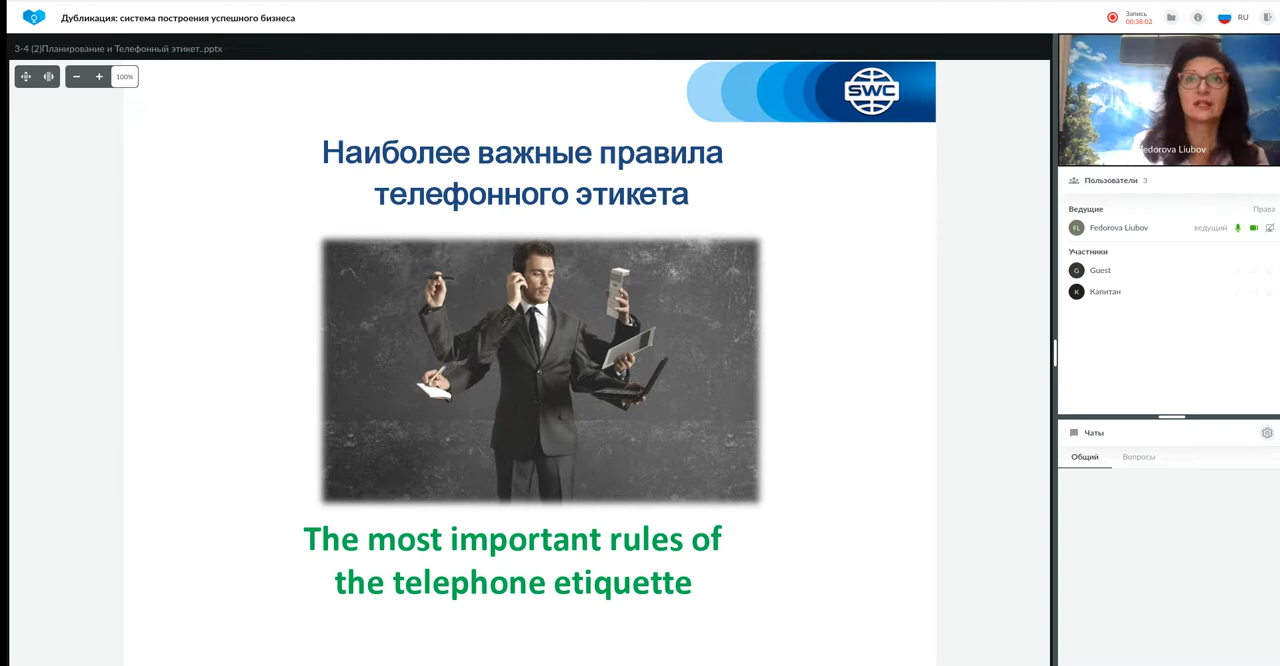 Дубликация: система построения успешного бизнеса
Запись
00:38:02
RU
3-4 (2)Планирование и Телефонный этикет..pptx
100%
SWC
Наиболее важные правила
телефонного этикета
The most important rules of
the telephone etiquette
Fedorova Liubov
Пользователи 3
Ведущие Права
FL Fedorova Liubov ведущий
Участники
G Guest
К Капитан
Чаты
Общий Вопросы